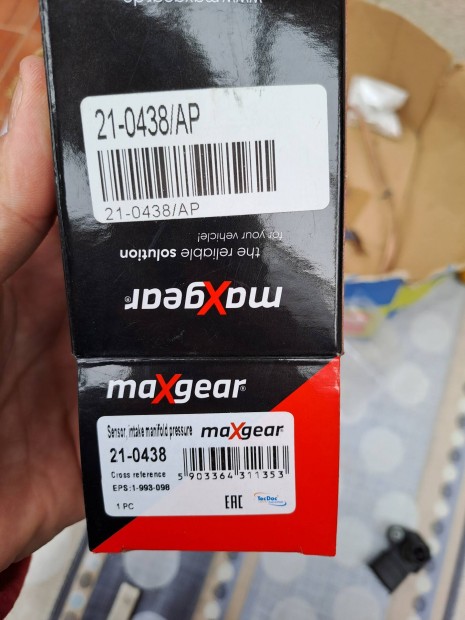 21-0438/AP
21-0438/AP
the reliable solution
for your vehicle!
maXgear®
maXgear®
Sensor, intake manifold pressure maXgear
21-0438
Cross reference
EPS:1-993-098
5 903364 311353
1 PC
EAC
TecDoc